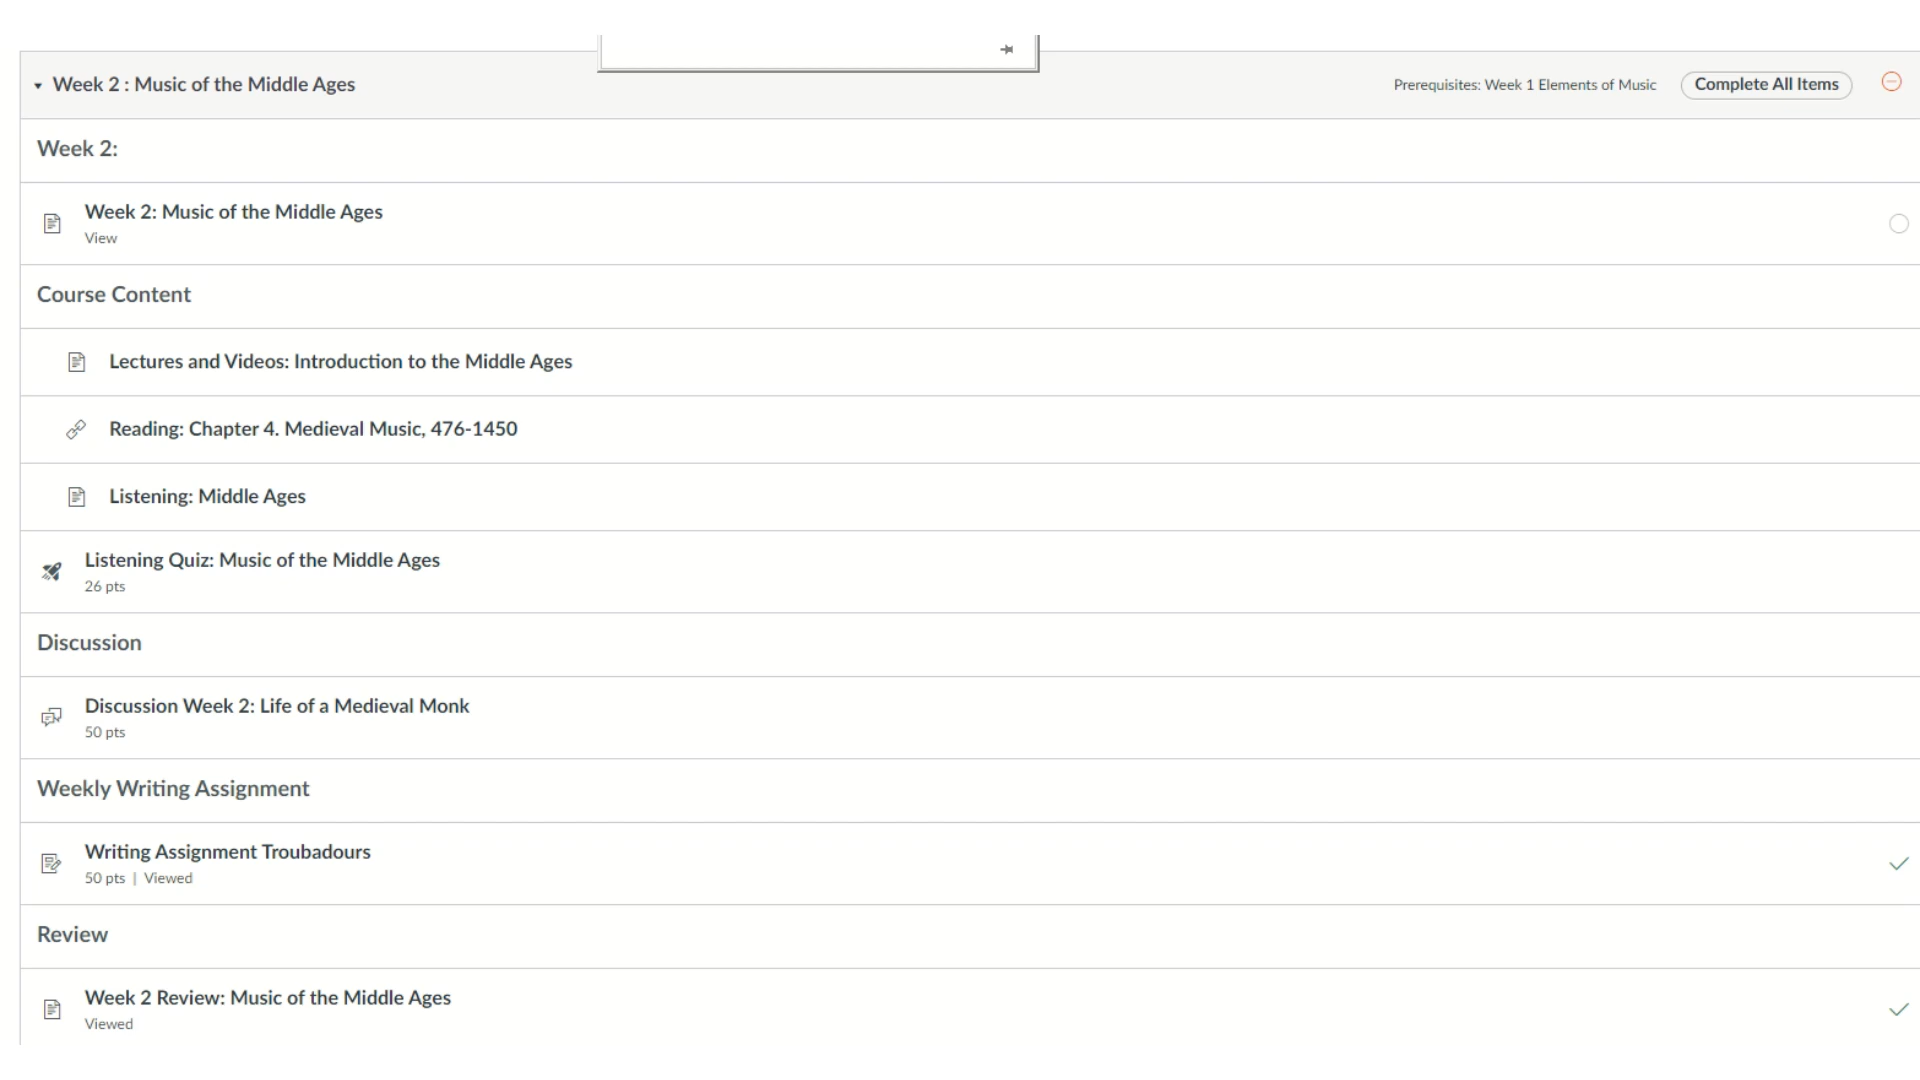 Week 2 : Music of the Middle Ages
Prerequisites: Week 1 Elements of Music
Complete All Items
Week 2:
Week 2: Music of the Middle Ages
View
Course Content
Lectures and Videos: Introduction to the Middle Ages
Reading: Chapter 4. Medieval Music, 476-1450
Listening: Middle Ages
Listening Quiz: Music of the Middle Ages
26 pts
Discussion
Discussion Week 2: Life of a Medieval Monk
50 pts
Weekly Writing Assignment
Writing Assignment Troubadours
50 pts | Viewed
Review
Week 2 Review: Music of the Middle Ages
Viewed